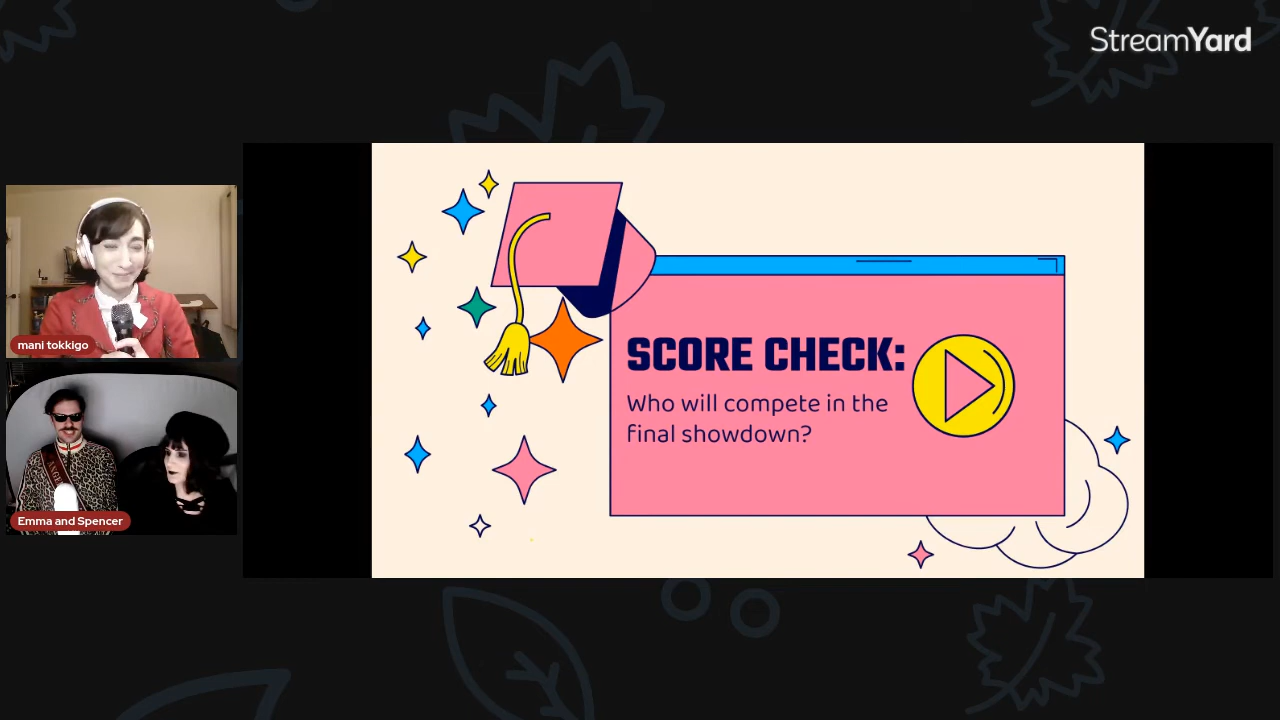 StreamYard
mani tokkigo
Emma and Spencer
SCORE CHECK:
Who will compete in the
final showdown?